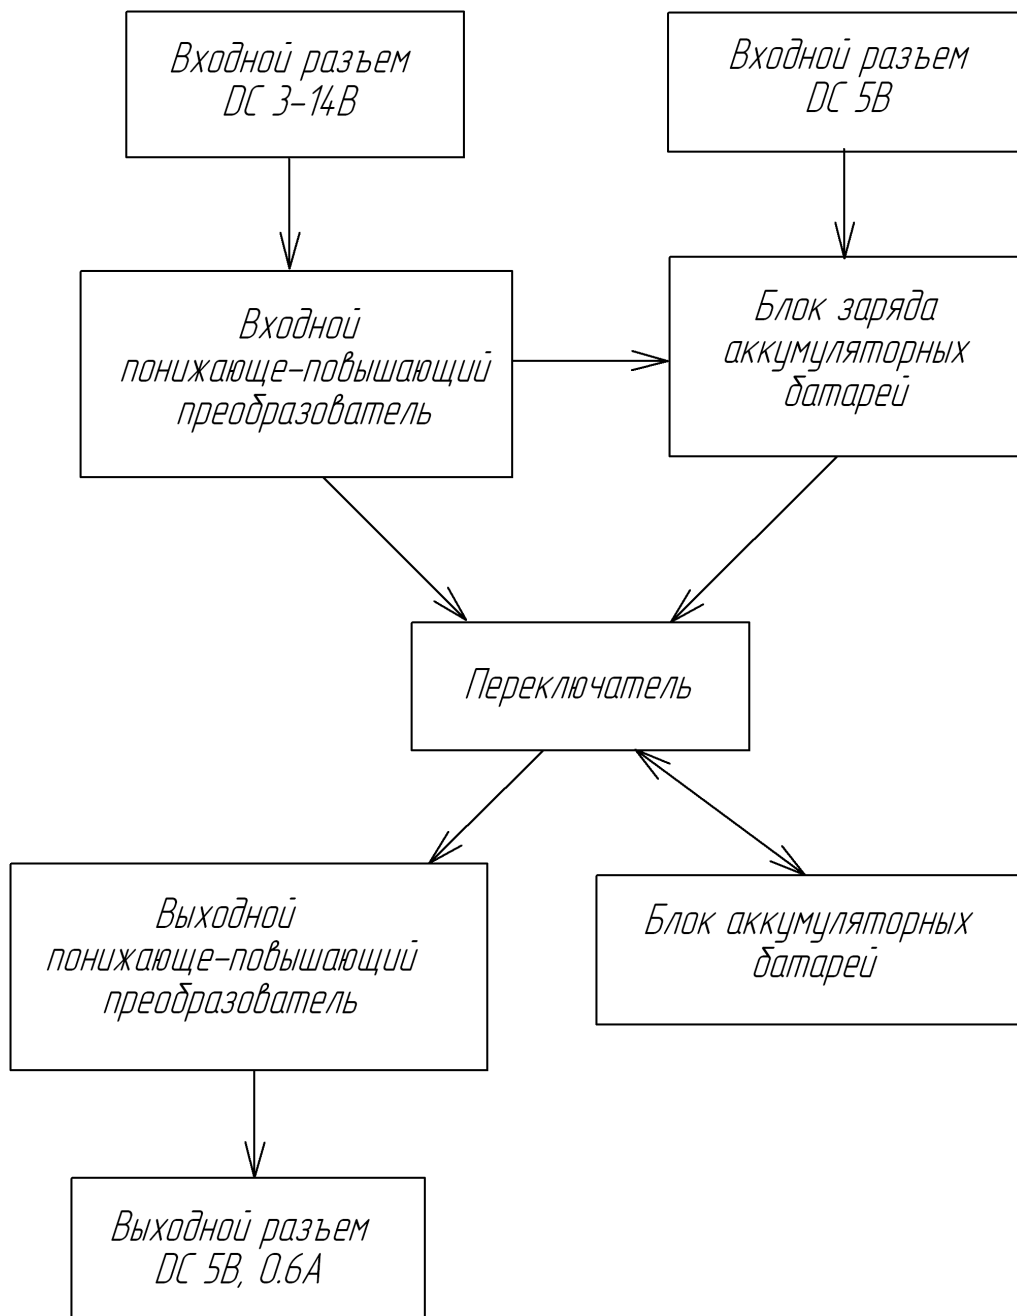 Входной разъем
DC 3-14В
Входной разъем
DC 5В
Входной
понижающе-повышающий
преобразователь
Блок заряда
аккумуляторных
батарей
Переключатель
Выходной
понижающе-повышающий
преобразователь
Блок аккумуляторных
батарей
Выходной разъем
DC 5В, 0.6А